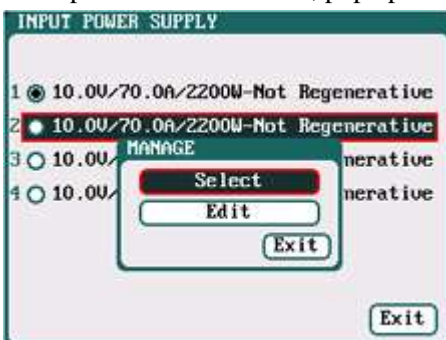 INPUT POWER SUPPLY
1 10.0V/70.0A/2200W-Not Regenerative
2 10.0V/70.0A/2200W-Not Regenerative
3 10.0V/ nerative
4 10.0V/ nerative
MANAGE
Select
Edit
Exit
Exit